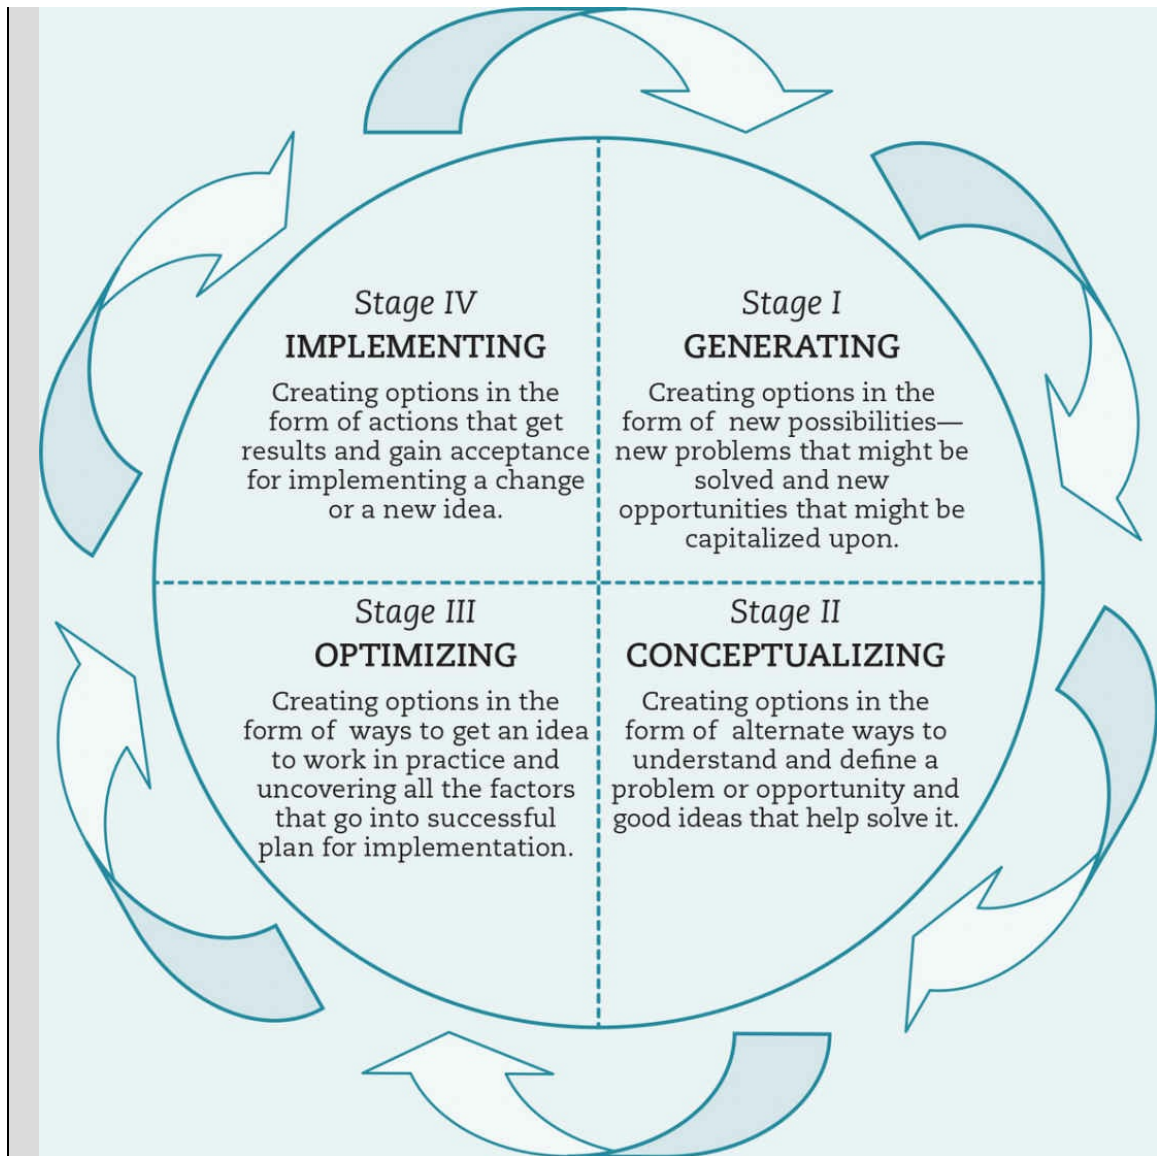 Stage IV
IMPLEMENTING
Creating options in the
form of actions that get
results and gain acceptance
for implementing a change
or a new idea.
Stage I
GENERATING
Creating options in the
form of new possibilities—
new problems that might be
solved and new
opportunities that might be
capitalized upon.
Stage III
OPTIMIZING
Creating options in the
form of ways to get an idea
to work in practice and
uncovering all the factors
that go into successful
plan for implementation.
Stage II
CONCEPTUALIZING
Creating options in the
form of alternate ways to
understand and define a
problem or opportunity and
good ideas that help solve it.